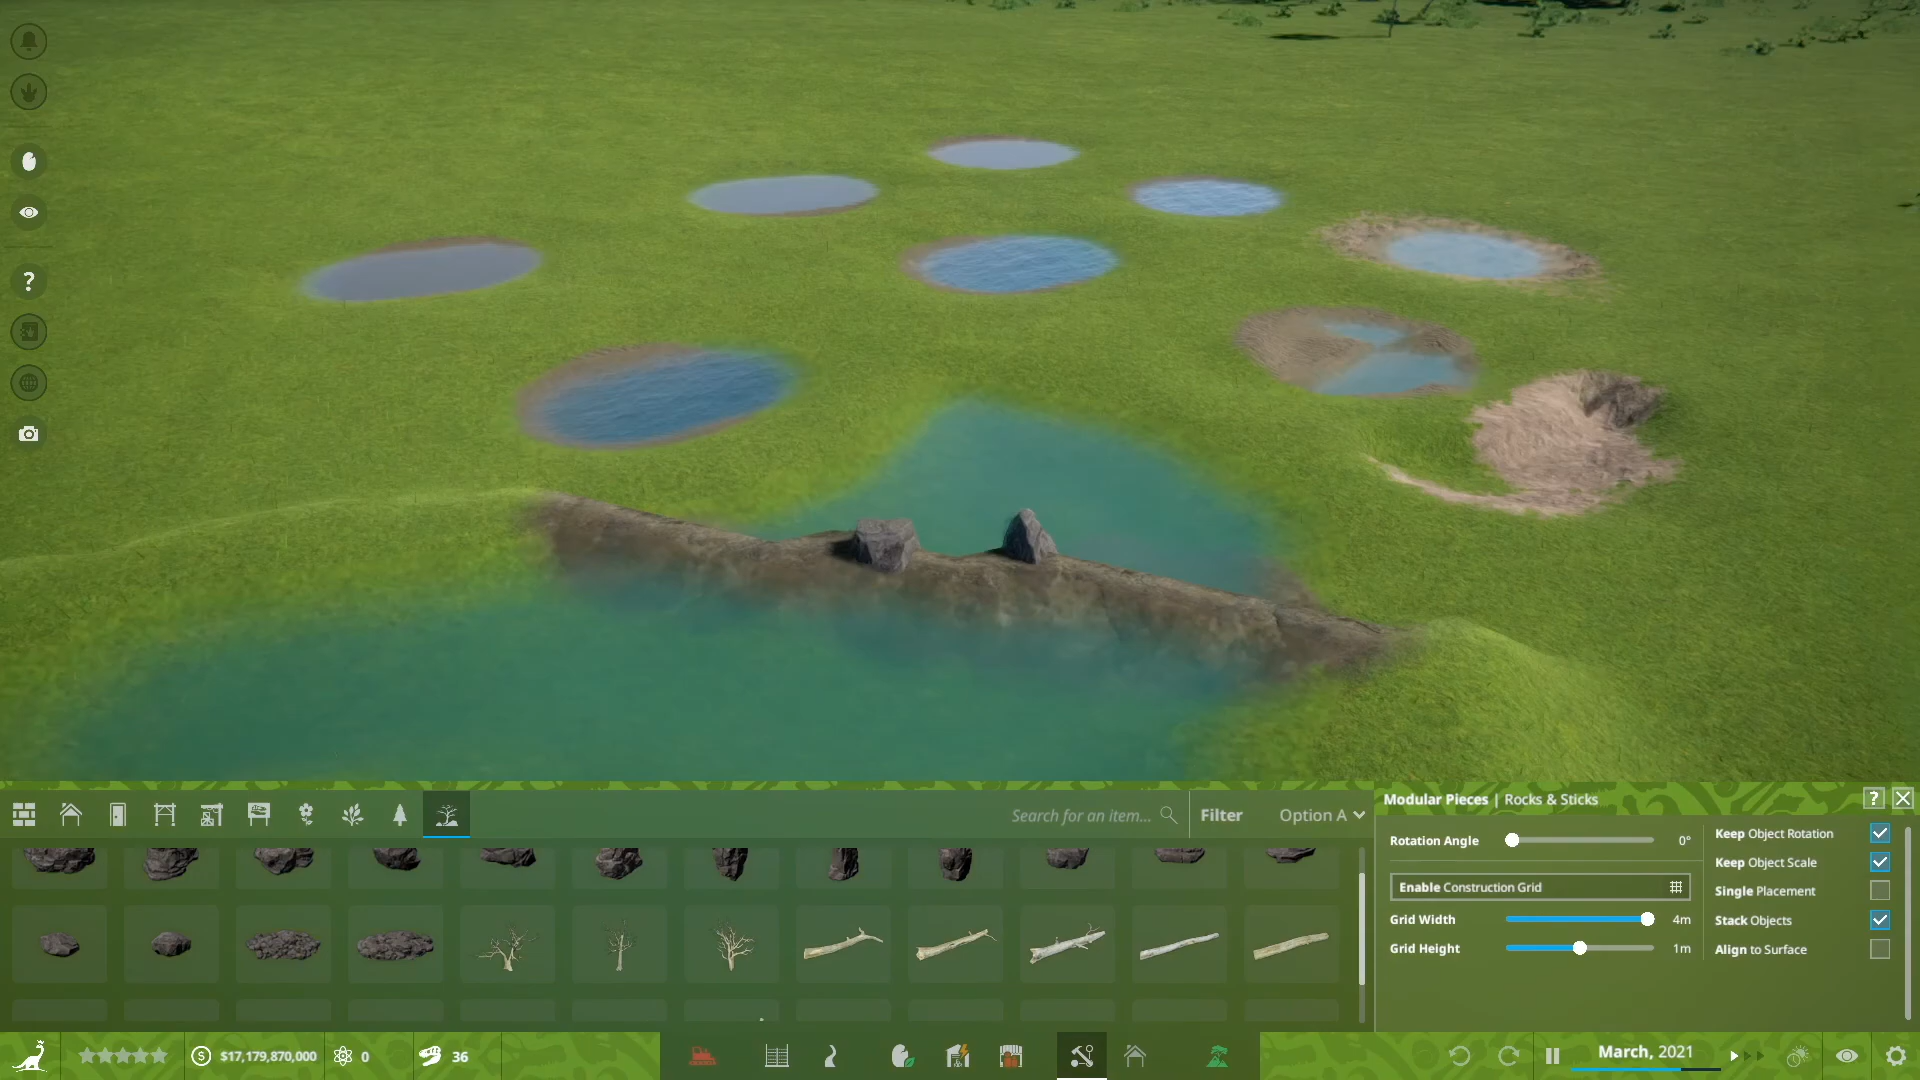 Search for an item...
Filter
Option A
Modular Pieces | Rocks & Sticks
?
Rotation Angle 0°
Enable Construction Grid
Grid Width 4m
Grid Height 1m
Keep Object Rotation
Keep Object Scale
Single Placement
Stack Objects
Align to Surface
$17,179,870,000
0
36
March, 2021
?